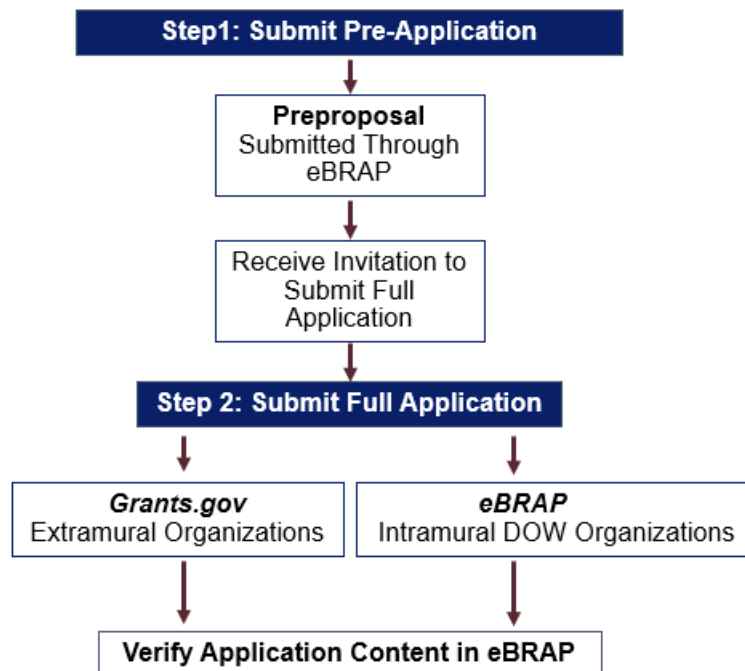 Step1: Submit Pre-Application
Preproposal
Submitted Through
eBRAP
Receive Invitation to
Submit Full
Application
Step 2: Submit Full Application
Grants.gov
Extramural Organizations
eBRAP
Intramural DOW Organizations
Verify Application Content in eBRAP